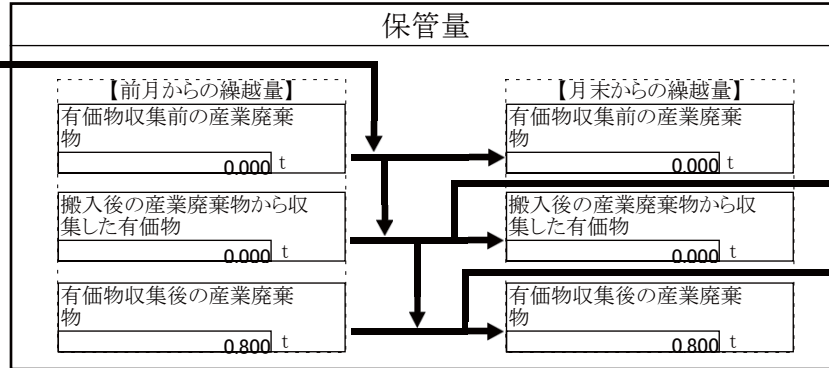 保管量
【前月からの繰越量】
有価物収集前の産業廃棄
物
0.000 t
搬入後の産業廃棄物から収
集した有価物
0.000 t
有価物収集後の産業廃棄
物
0.800 t
【月末からの繰越量】
有価物収集前の産業廃棄
物
0.000 t
搬入後の産業廃棄物から収
集した有価物
0.000 t
有価物収集後の産業廃棄
物
0.800 t